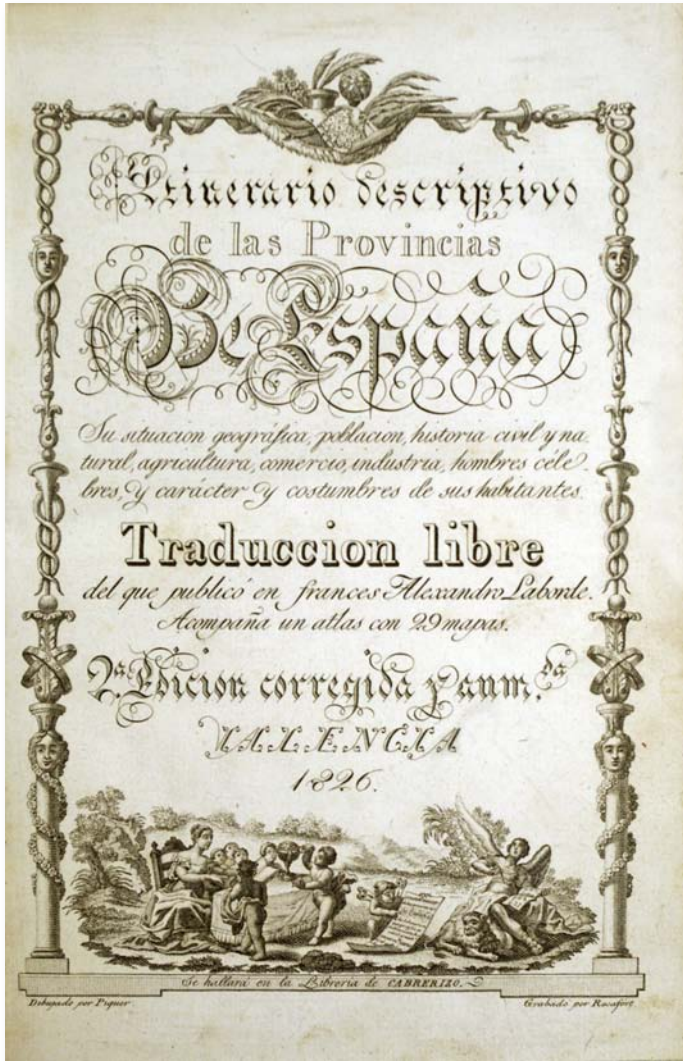 Itinerario descriptivo
de las Provincias
De España
Su situacion geográfica, poblacion, historia civil y na-
tural, agricultura, comercio, industria, hombres céle-
bres, y carácter y costumbres de sus habitantes.
Traduccion libre
del que publicó en frances Alexandro Laborde.
Acompaña un atlas con 29 mapas.
2.ª Edicion corregida y aum.da
VALENCIA
1826.
Se hallará en la Libreria de CABRERIZO.
Dibujado por Piquer
Grabado por Rocafort